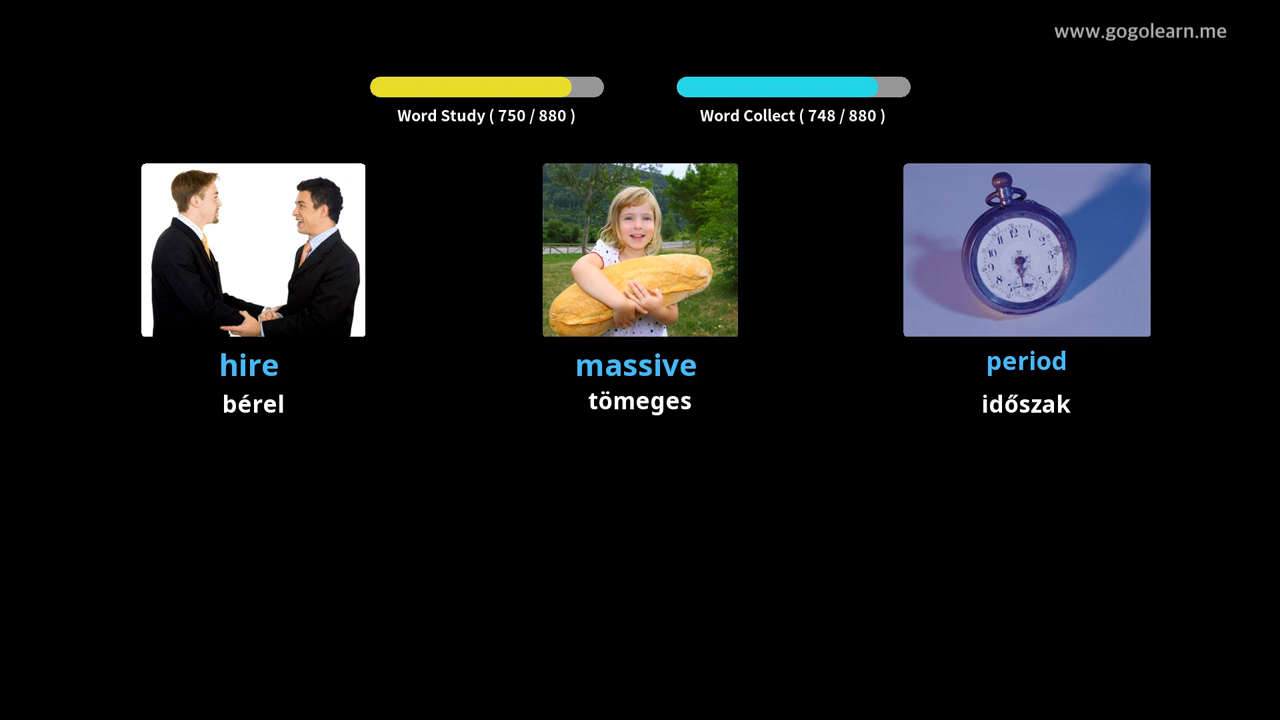 www.gogolearn.me
Word Study ( 750 / 880 )
Word Collect ( 748 / 880 )
hire
bérel
massive
tömeges
period
időszak